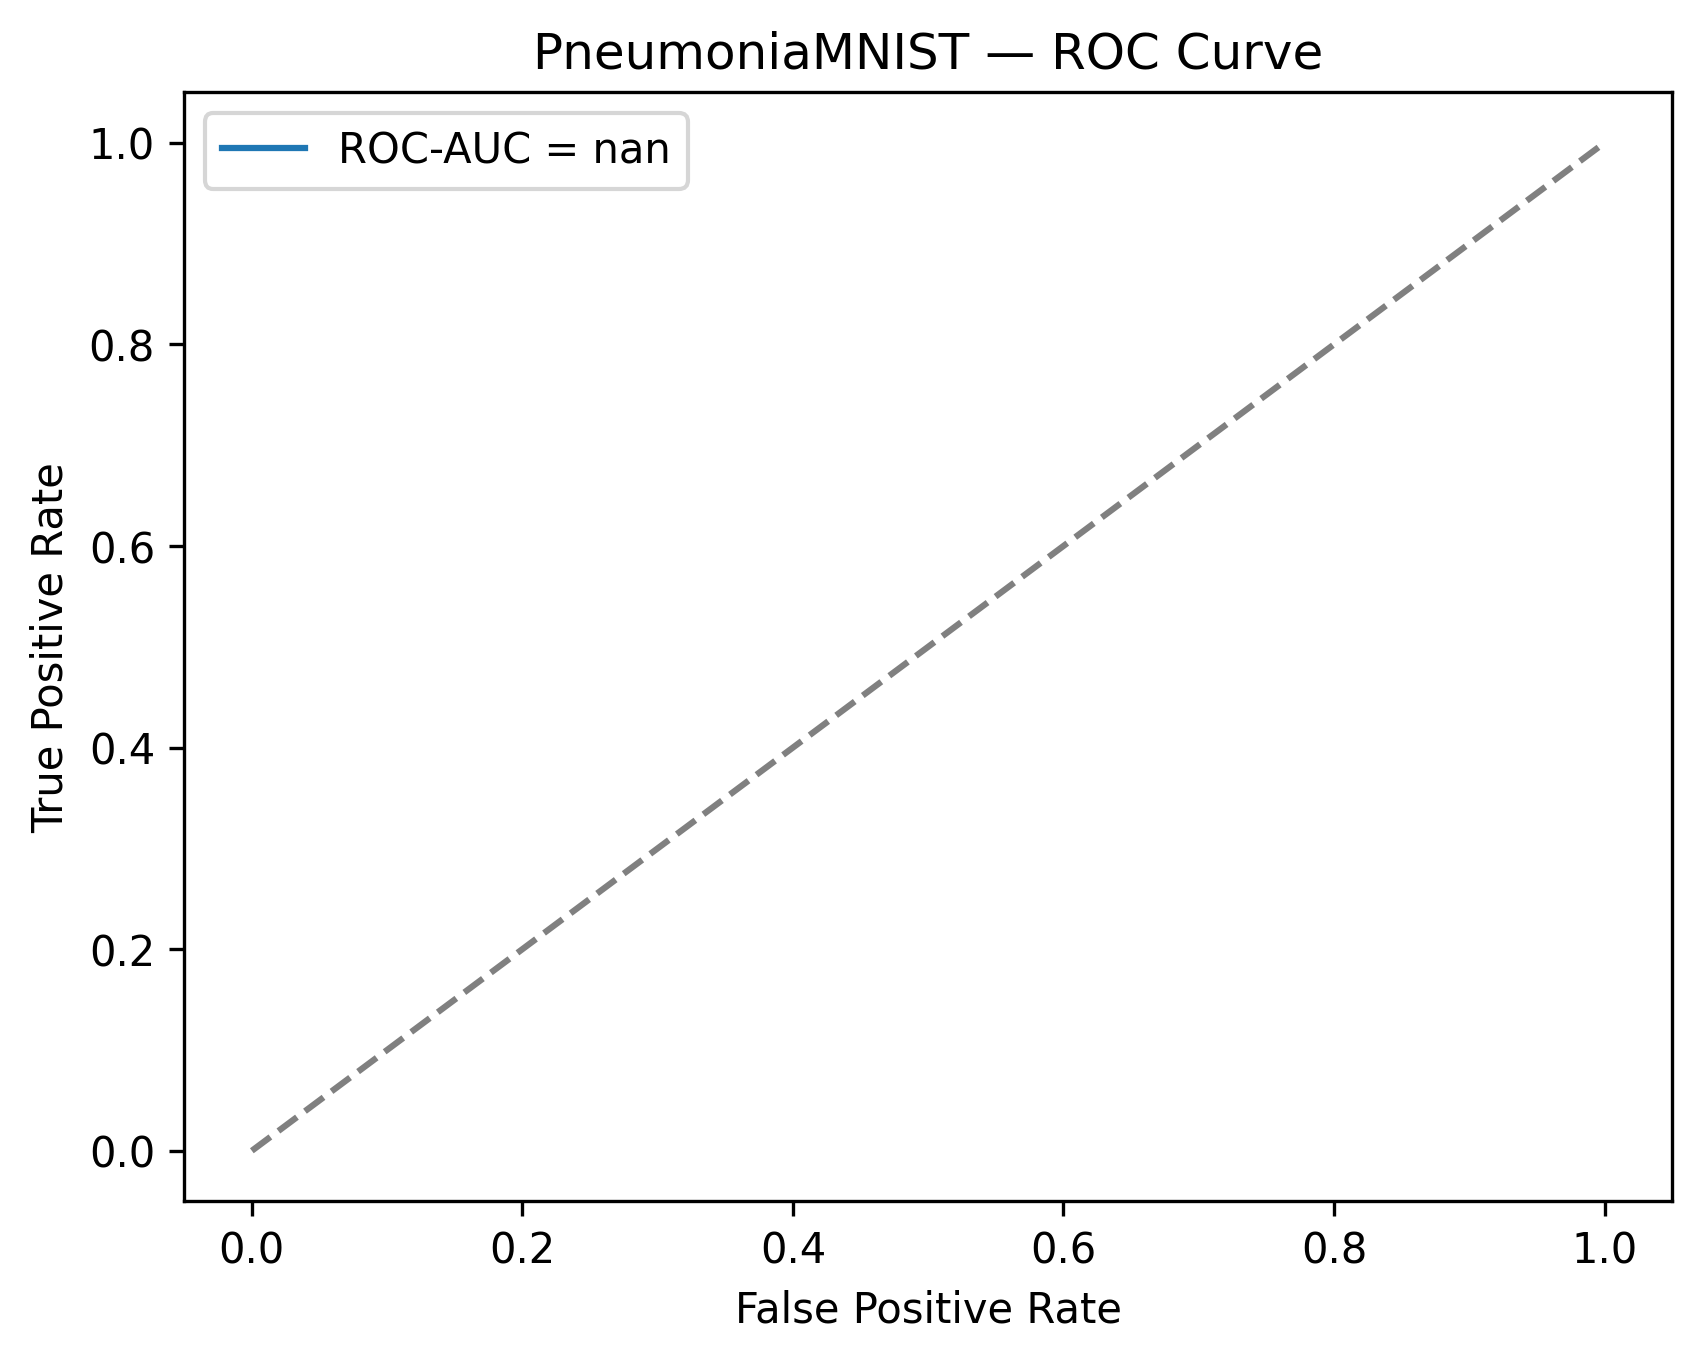 PneumoniaMNIST — ROC Curve
ROC-AUC = nan
1.0
0.8
0.6
0.4
0.2
0.0
True Positive Rate
0.0 0.2 0.4 0.6 0.8 1.0
False Positive Rate